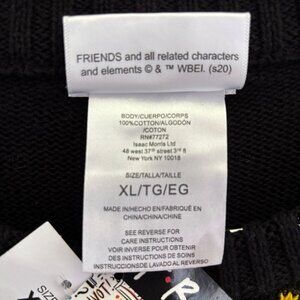 FRIENDS and all related characters
and elements © & ™ WBEI. (s20)
BODY/CUERPO/CORPS
100%COTTON/ALGODÓN
/COTON
RN#77272
Isaac Morris Ltd
48 west 37th street 3rd fl
New York NY 10018
SIZE/TALLA/TAILLE
XL/TG/EG
MADE IN/HECHO EN/FABRIQUÉ EN
CHINA/CHINA/CHINE
SEE REVERSE FOR
CARE INSTRUCTIONS
VOIR INVERSE POUR OBTENIR
DES INSTRUCTIONS DE SOINS
INSTRUCCIONES DE LAVADO AL REVERSO.
SIZE
R